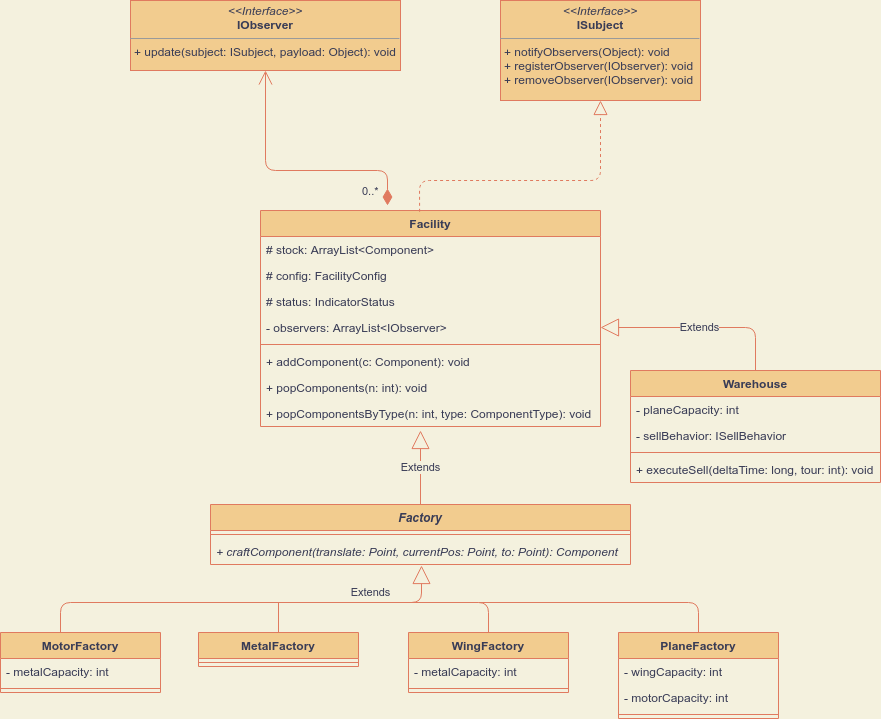 <<Interface>>
IObserver
+ update(subject: ISubject, payload: Object): void
<<Interface>>
ISubject
+ notifyObservers(Object): void
+ registerObserver(IObserver): void
+ removeObserver(IObserver): void
0..*
Facility
# stock: ArrayList<Component>
# config: FacilityConfig
# status: IndicatorStatus
- observers: ArrayList<IObserver>
+ addComponent(c: Component): void
+ popComponents(n: int): void
+ popComponentsByType(n: int, type: ComponentType): void
Extends
Warehouse
- planeCapacity: int
- sellBehavior: ISellBehavior
+ executeSell(deltaTime: long, tour: int): void
Extends
Factory
+ craftComponent(translate: Point, currentPos: Point, to: Point): Component
Extends
MotorFactory
- metalCapacity: int
MetalFactory
WingFactory
- metalCapacity: int
PlaneFactory
- wingCapacity: int
- motorCapacity: int